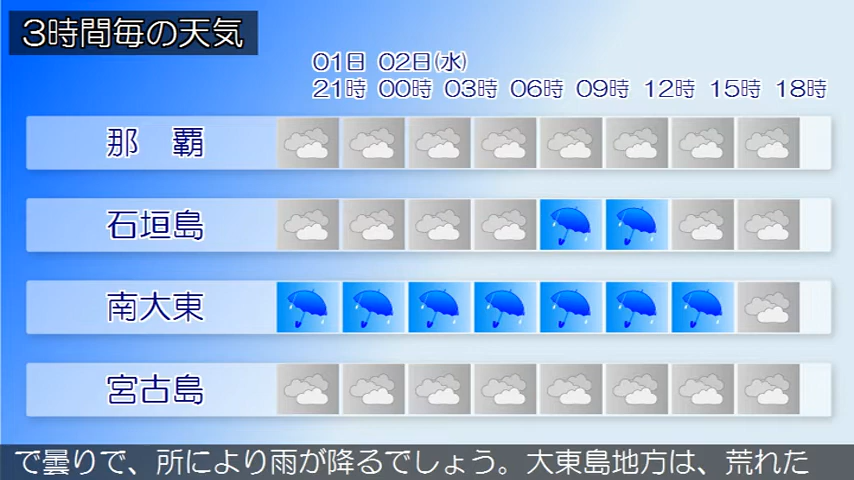 3時間毎の天気
01日 02日(水)
21時 00時 03時 06時 09時 12時 15時 18時
那　覇
石垣島
南大東
宮古島
で曇りで、所により雨が降るでしょう。大東島地方は、荒れた